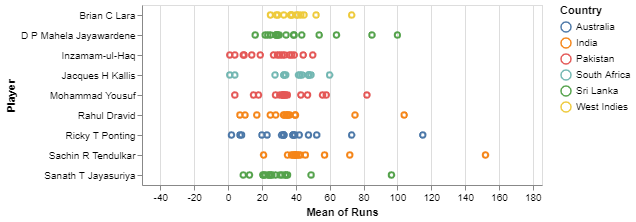 Player
Brian C Lara
D P Mahela Jayawardene
Inzamam-ul-Haq
Jacques H Kallis
Mohammad Yousuf
Rahul Dravid
Ricky T Ponting
Sachin R Tendulkar
Sanath T Jayasuriya
-40 -20 0 20 40 60 80 100 120 140 160 180
Mean of Runs
Country
Australia
India
Pakistan
South Africa
Sri Lanka
West Indies